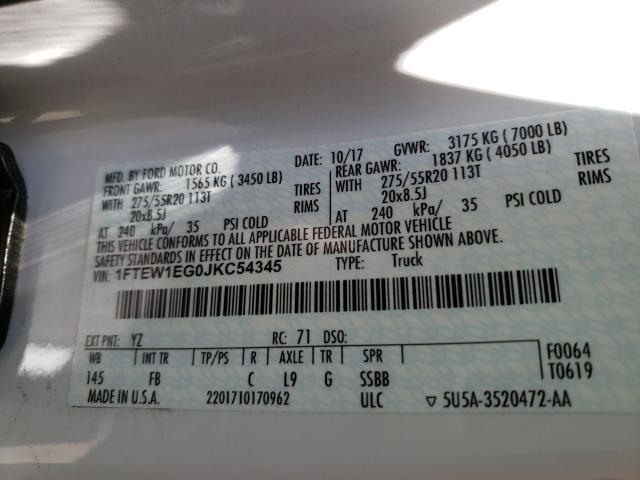 MFD. BY FORD MOTOR CO.
DATE: 10/17 GVWR: 3175 KG ( 7000 LB)
FRONT GAWR: 1565 KG ( 3450 LB) REAR GAWR: 1837 KG ( 4050 LB)
WITH 275/55R20 113T TIRES WITH 275/55R20 113T TIRES
20x8.5J RIMS 20x8.5J RIMS
AT 240 kPa/ 35 PSI COLD AT 240 kPa/ 35 PSI COLD
THIS VEHICLE CONFORMS TO ALL APPLICABLE FEDERAL MOTOR VEHICLE
SAFETY STANDARDS IN EFFECT ON THE DATE OF MANUFACTURE SHOWN ABOVE.
VIN: 1FTEW1EG0JKC54345 TYPE: Truck
EXT PNT: YZ RC: 71 DSO:
WB INT TR TP/PS R AXLE TR SPR F0064
145 FB C L9 G SSBB T0619
MADE IN U.S.A. 2201710170962 ULC ▽ 5U5A-3520472-AA